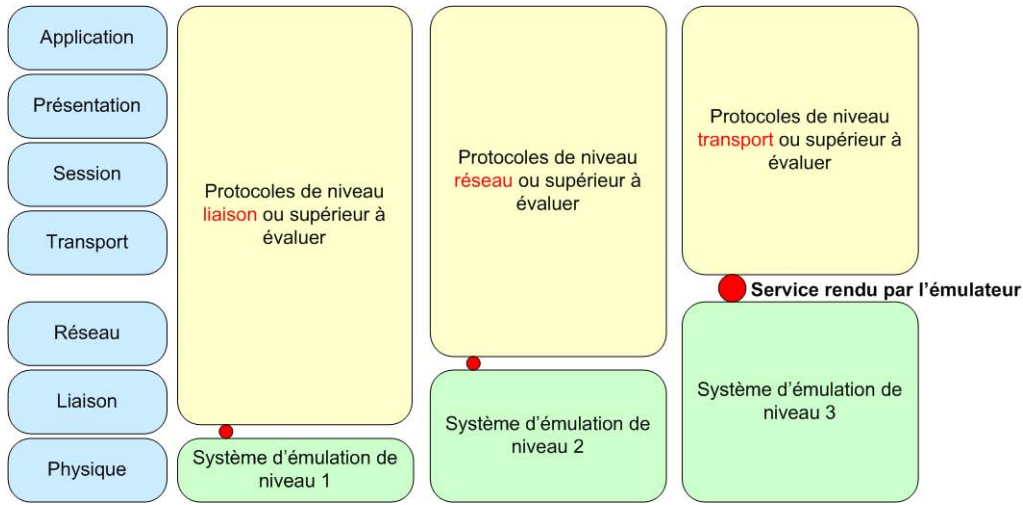 Application
Présentation
Session
Transport
Réseau
Liaison
Physique
Protocoles de niveau
liaison ou supérieur à
évaluer
Système d'émulation de
niveau 1
Protocoles de niveau
réseau ou supérieur à
évaluer
Système d'émulation de
niveau 2
Protocoles de niveau
transport ou supérieur à
évaluer
Service rendu par l'émulateur
Système d'émulation de
niveau 3